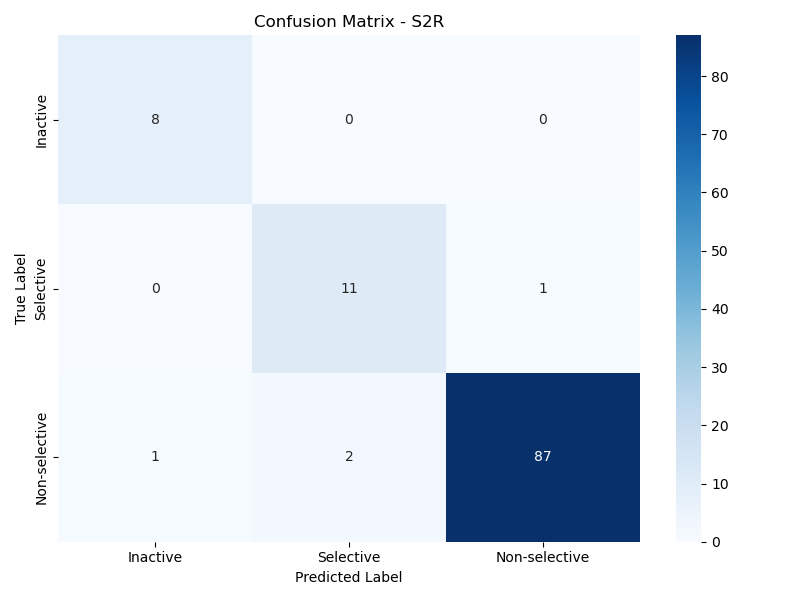 Confusion Matrix - S2R
True Label
Inactive
Selective
Non-selective
8 0 0
0 11 1
1 2 87
Inactive Selective Non-selective
Predicted Label
80
70
60
50
40
30
20
10
0